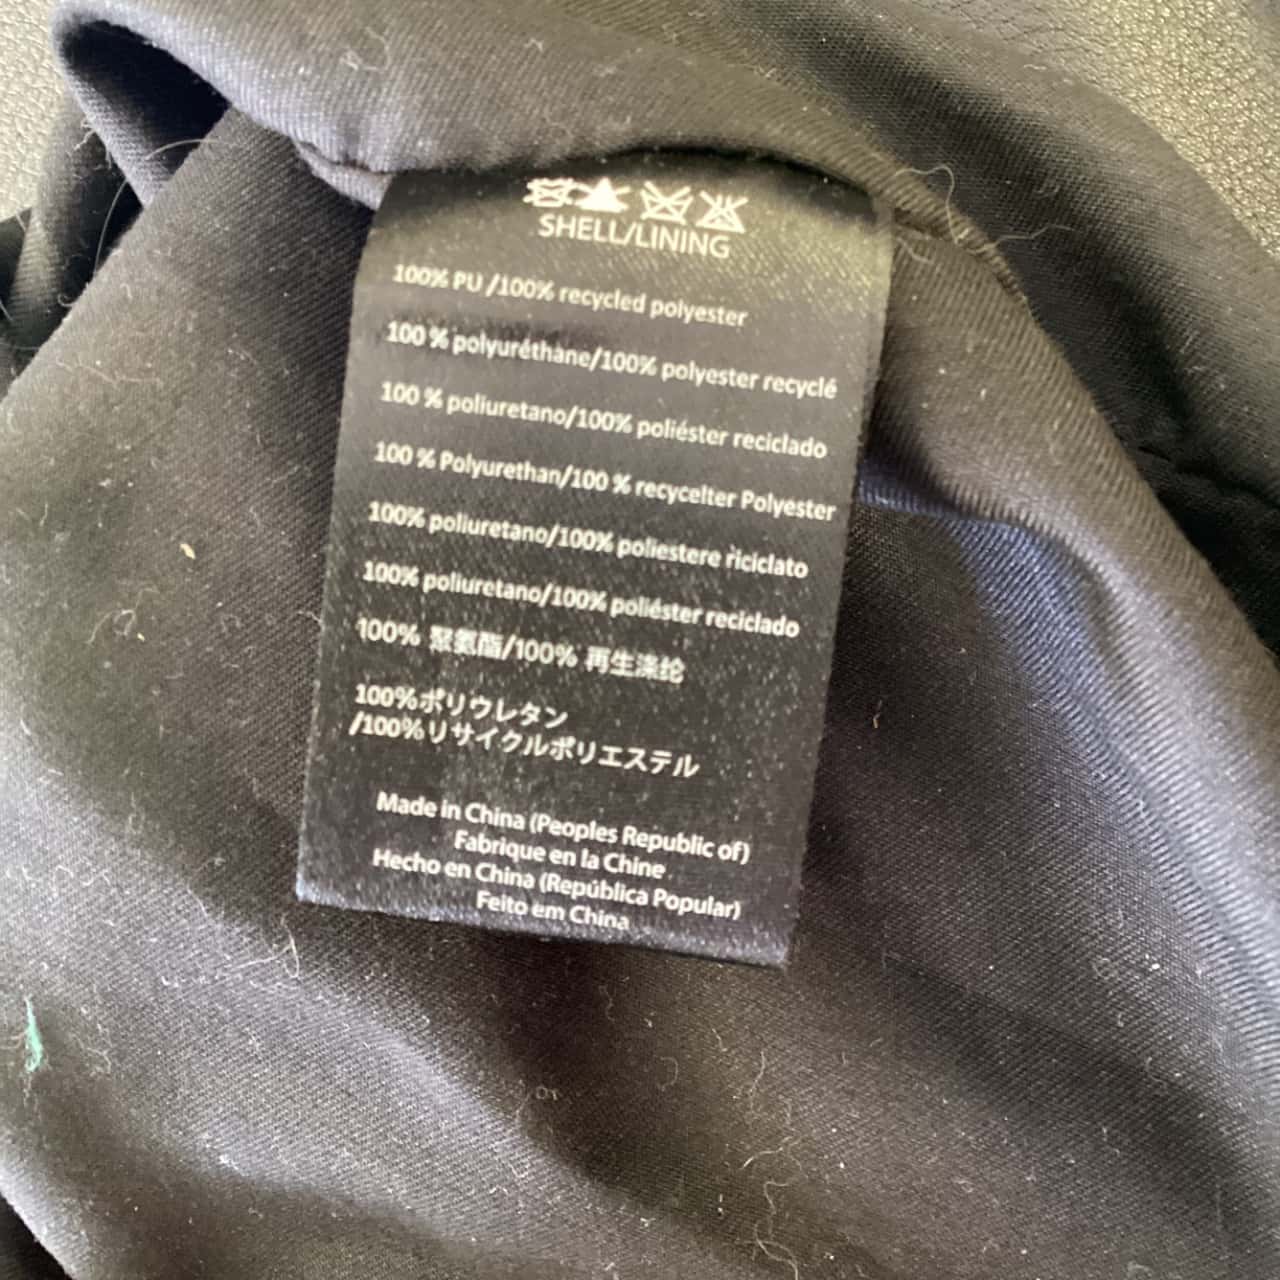 SHELL/LINING
100% PU /100% recycled polyester
100 % polyuréthane/100% polyester recyclé
100 % poliuretano/100% poliéster reciclado
100 % Polyurethan/100 % recycelter Polyester
100% poliuretano/100% poliestere riciclato
100% poliuretano/100% poliéster reciclado
100% 聚氨酯/100% 再生涤纶
100%ポリウレタン
/100%リサイクルポリエステル
Made in China (Peoples Republic of)
Fabrique en la Chine
Hecho en China (República Popular)
Feito em China